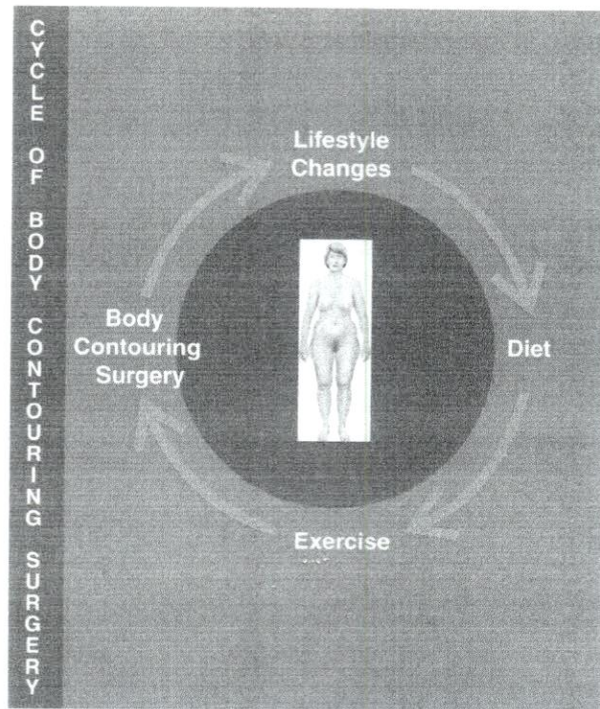 CYCLE OF BODY CONTOURING SURGERY
Lifestyle
Changes
Body
Contouring
Surgery
Diet
Exercise